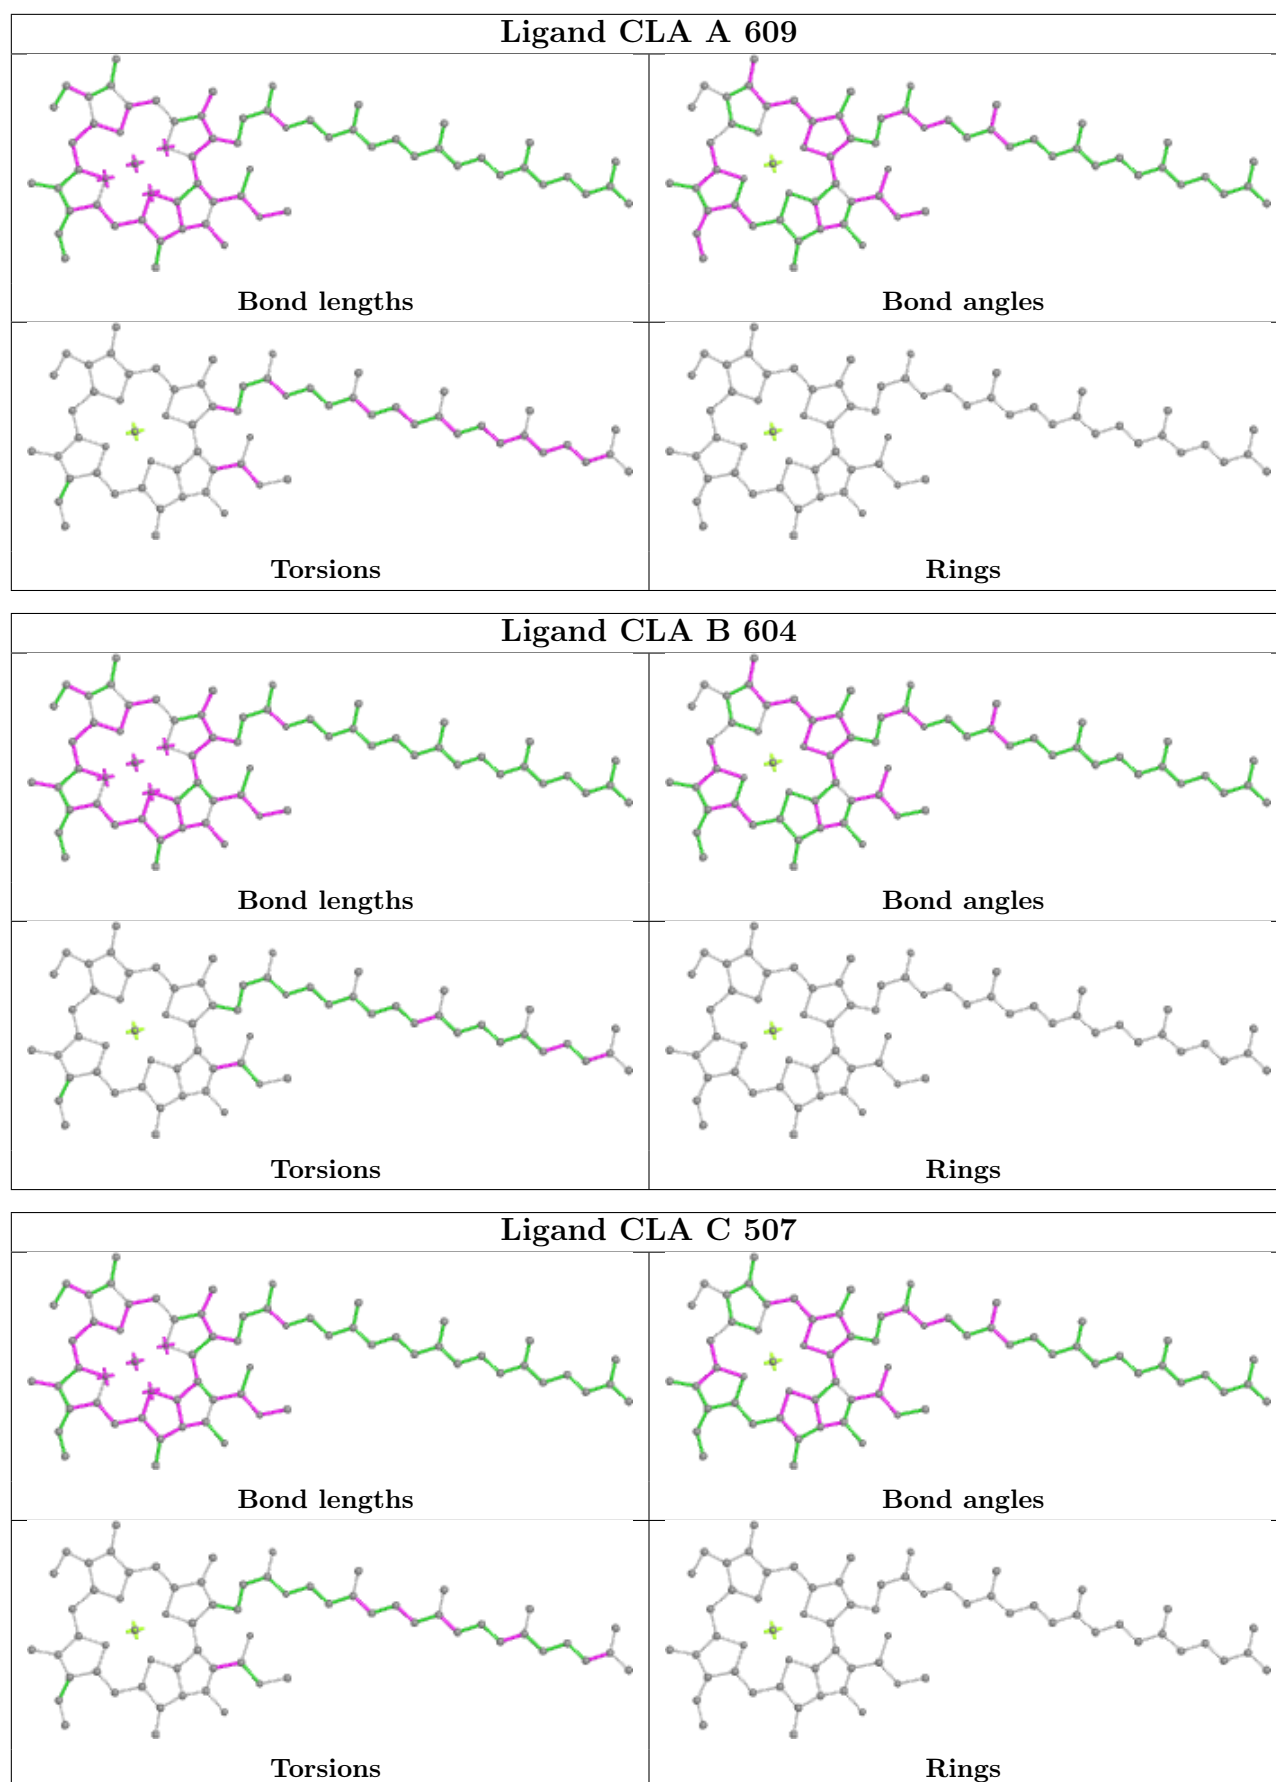 Ligand CLA A 609
Bond lengths
Bond angles
Torsions
Rings
Ligand CLA B 604
Bond lengths
Bond angles
Torsions
Rings
Ligand CLA C 507
Bond lengths
Bond angles
Torsions
Rings